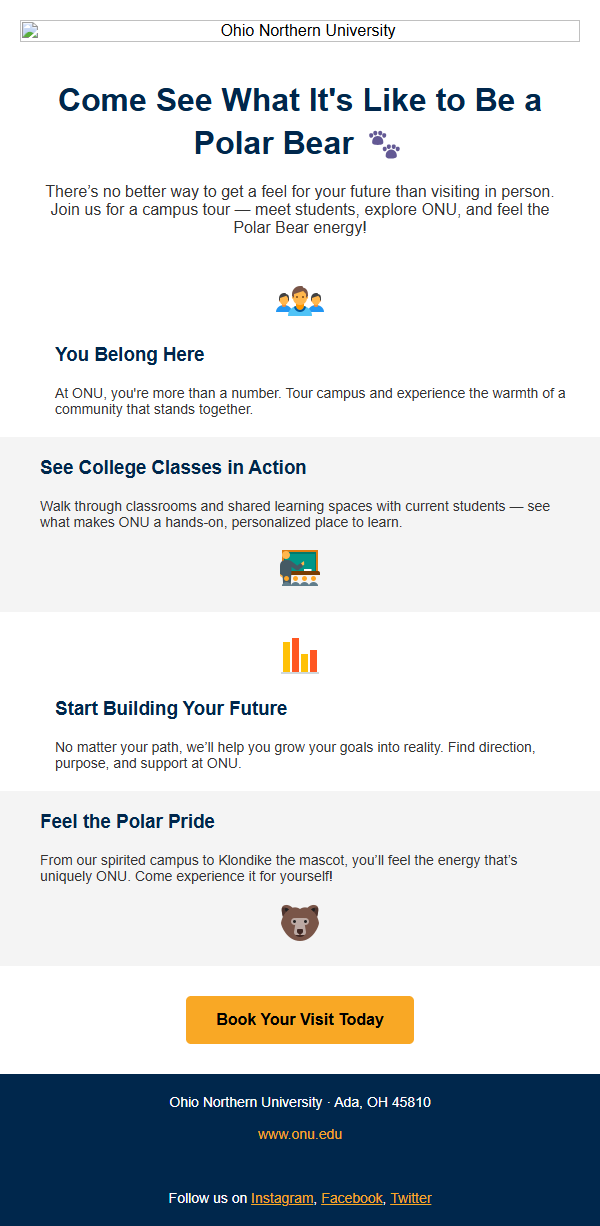 Ohio Northern University
Come See What It's Like to Be a
Polar Bear 🐾
There’s no better way to get a feel for your future than visiting in person.
Join us for a campus tour — meet students, explore ONU, and feel the
Polar Bear energy!
You Belong Here
At ONU, you're more than a number. Tour campus and experience the warmth of a
community that stands together.
See College Classes in Action
Walk through classrooms and shared learning spaces with current students — see
what makes ONU a hands-on, personalized place to learn.
Start Building Your Future
No matter your path, we’ll help you grow your goals into reality. Find direction,
purpose, and support at ONU.
Feel the Polar Pride
From our spirited campus to Klondike the mascot, you’ll feel the energy that’s
uniquely ONU. Come experience it for yourself!
Book Your Visit Today
Ohio Northern University · Ada, OH 45810
www.onu.edu
Follow us on Instagram, Facebook, Twitter